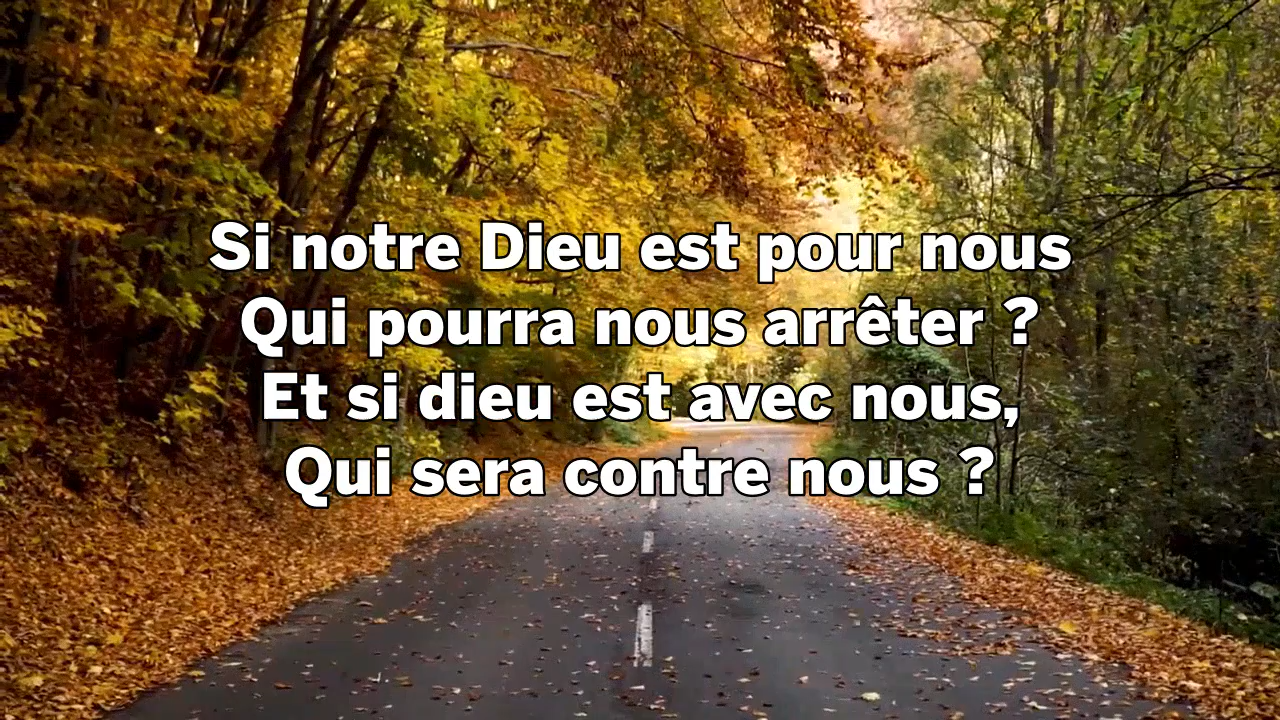 Si notre Dieu est pour nous
Qui pourra nous arrêter ?
Et si dieu est avec nous,
Qui sera contre nous ?